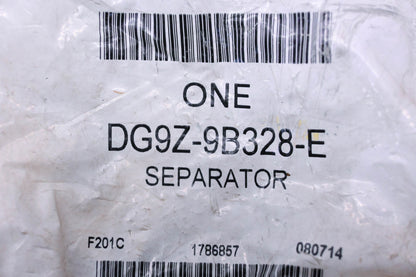 ONE
DG9Z-9B328-E
SEPARATOR
F201C 1786857 080714